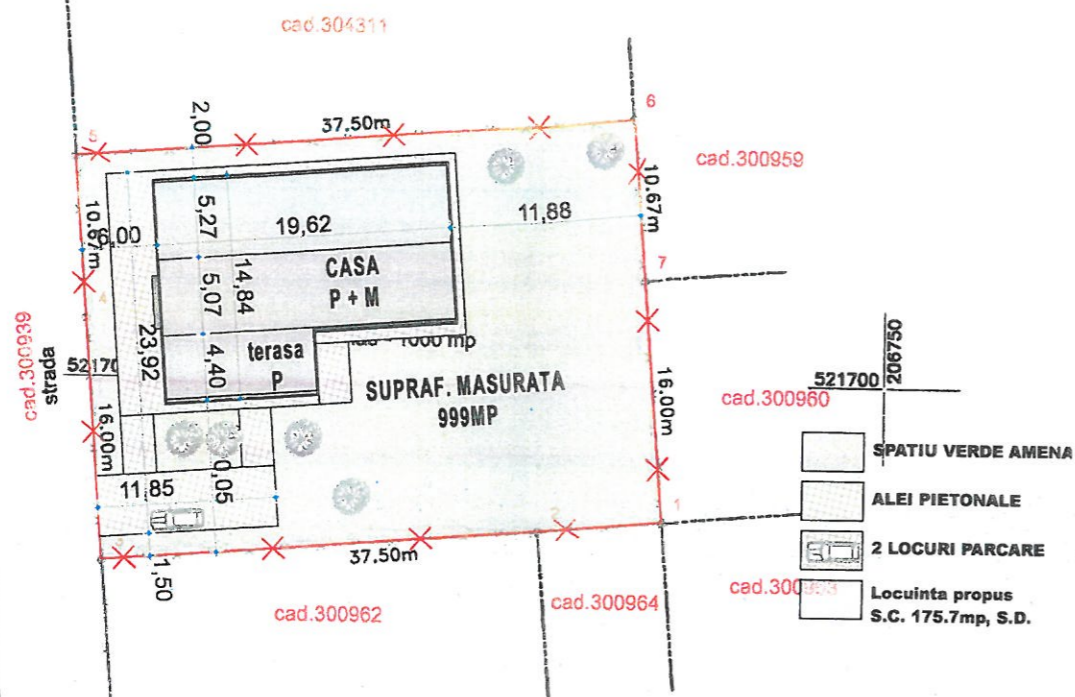 cad.304311
6
5
2,00
37.50m
cad.300959
10.67m
10.67m
5,27
19,62
11,88
6,00
CASA
P + M
14,84
5,07
7
4
23,92
terasa
P
4,40
1000 mp
SUPRAF. MASURATA
999MP
cad.300939
strada
52170
16.00m
16.00m
cad.300960
521700
206750
SPATIU VERDE AMENA
ALEI PIETONALE
2 LOCURI PARCARE
Locuinta propus
S.C. 175.7mp, S.D.
11,85
0,05
3
2
1
37.50m
1,50
cad.300962
cad.300964